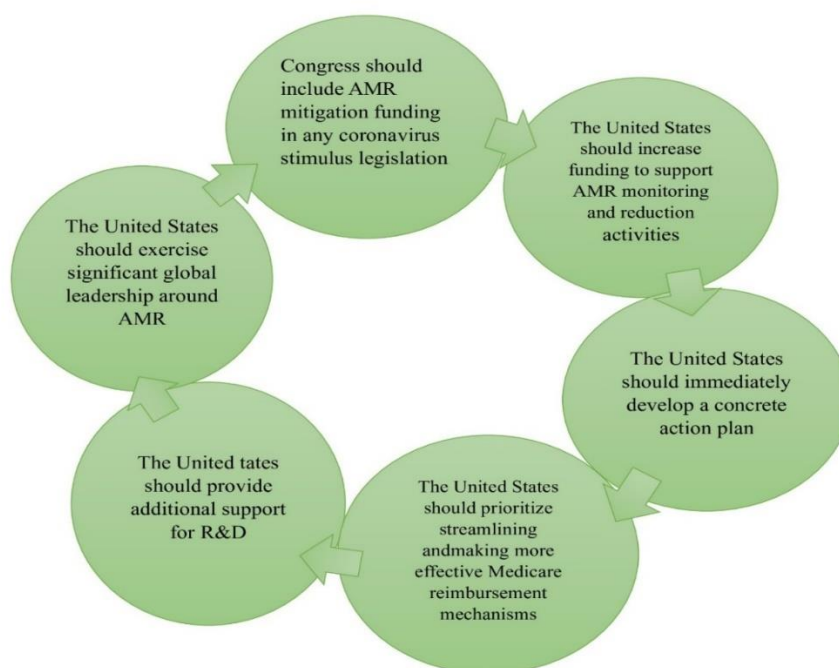 Congress should
include AMR
mitigation funding
in any coronavirus
stimulus legislation
The United States
should increase
funding to support
AMR monitoring
and reduction
activities
The United States
should immediately
develop a concrete
action plan
The United States
should prioritize
streamlining
andmaking more
effective Medicare
reimbursement
mechanisms
The United tates
should provide
additional support
for R&D
The United States
should exercise
significant global
leadership around
AMR